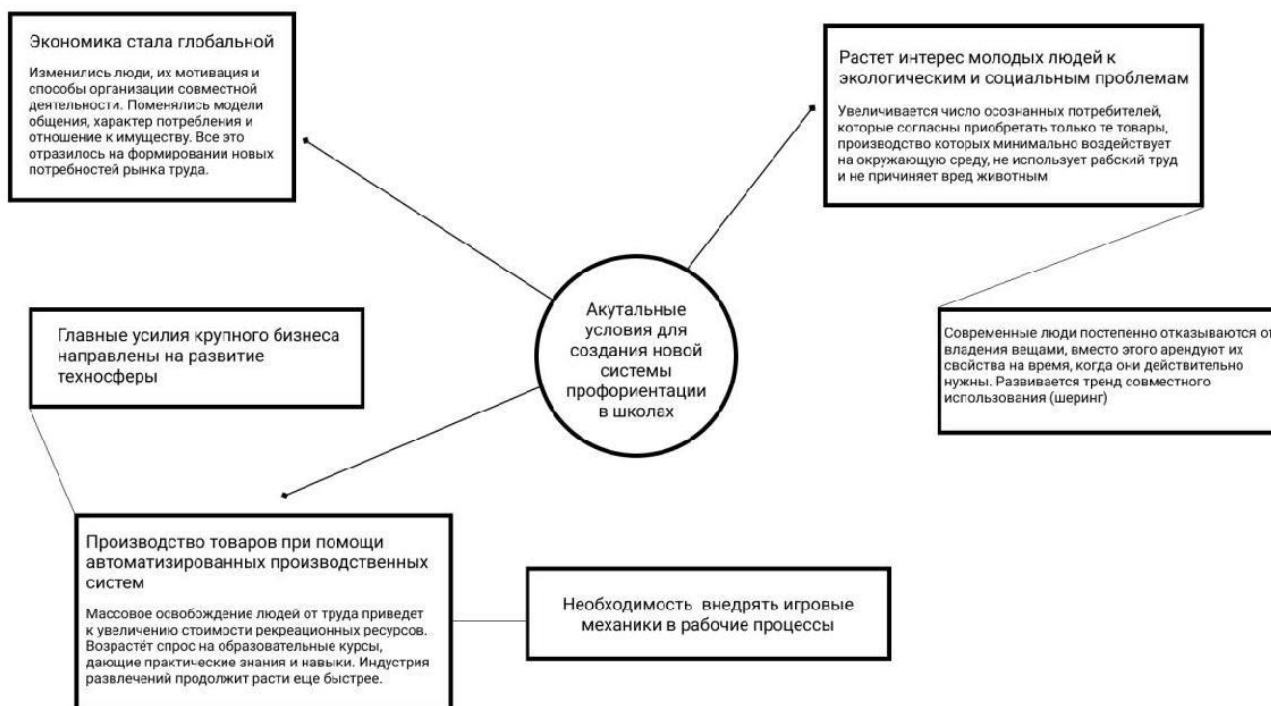 Экономика стала глобальной
Изменились люди, их мотивация и
способы организации совместной
деятельности. Поменялись модели
общения, характер потребления и
отношение к имуществу. Все это
отразилось на формировании новых
потребностей рынка труда.
Растет интерес молодых людей к
экологическим и социальным проблемам
Увеличивается число осознанных потребителей,
которые согласны приобретать только те товары,
производство которых минимально воздействует
на окружающую среду, не использует рабский труд
и не причиняет вред животным
Акутальные
условия для
создания новой
системы
профориентации
в школах
Главные усилия крупного бизнеса
направлены на развитие
техносферы
Современные люди постепенно отказываются от
владения вещами, вместо этого арендуют их
свойства на время, когда они действительно
нужны. Развивается тренд совместного
использования (шеринг)
Производство товаров при помощи
автоматизированных производственных
систем
Массовое освобождение людей от труда приведет
к увеличению стоимости рекреационных ресурсов.
Возрастёт спрос на образовательные курсы,
дающие практические знания и навыки. Индустрия
развлечений продолжит расти еще быстрее.
Необходимость внедрять игровые
механики в рабочие процессы